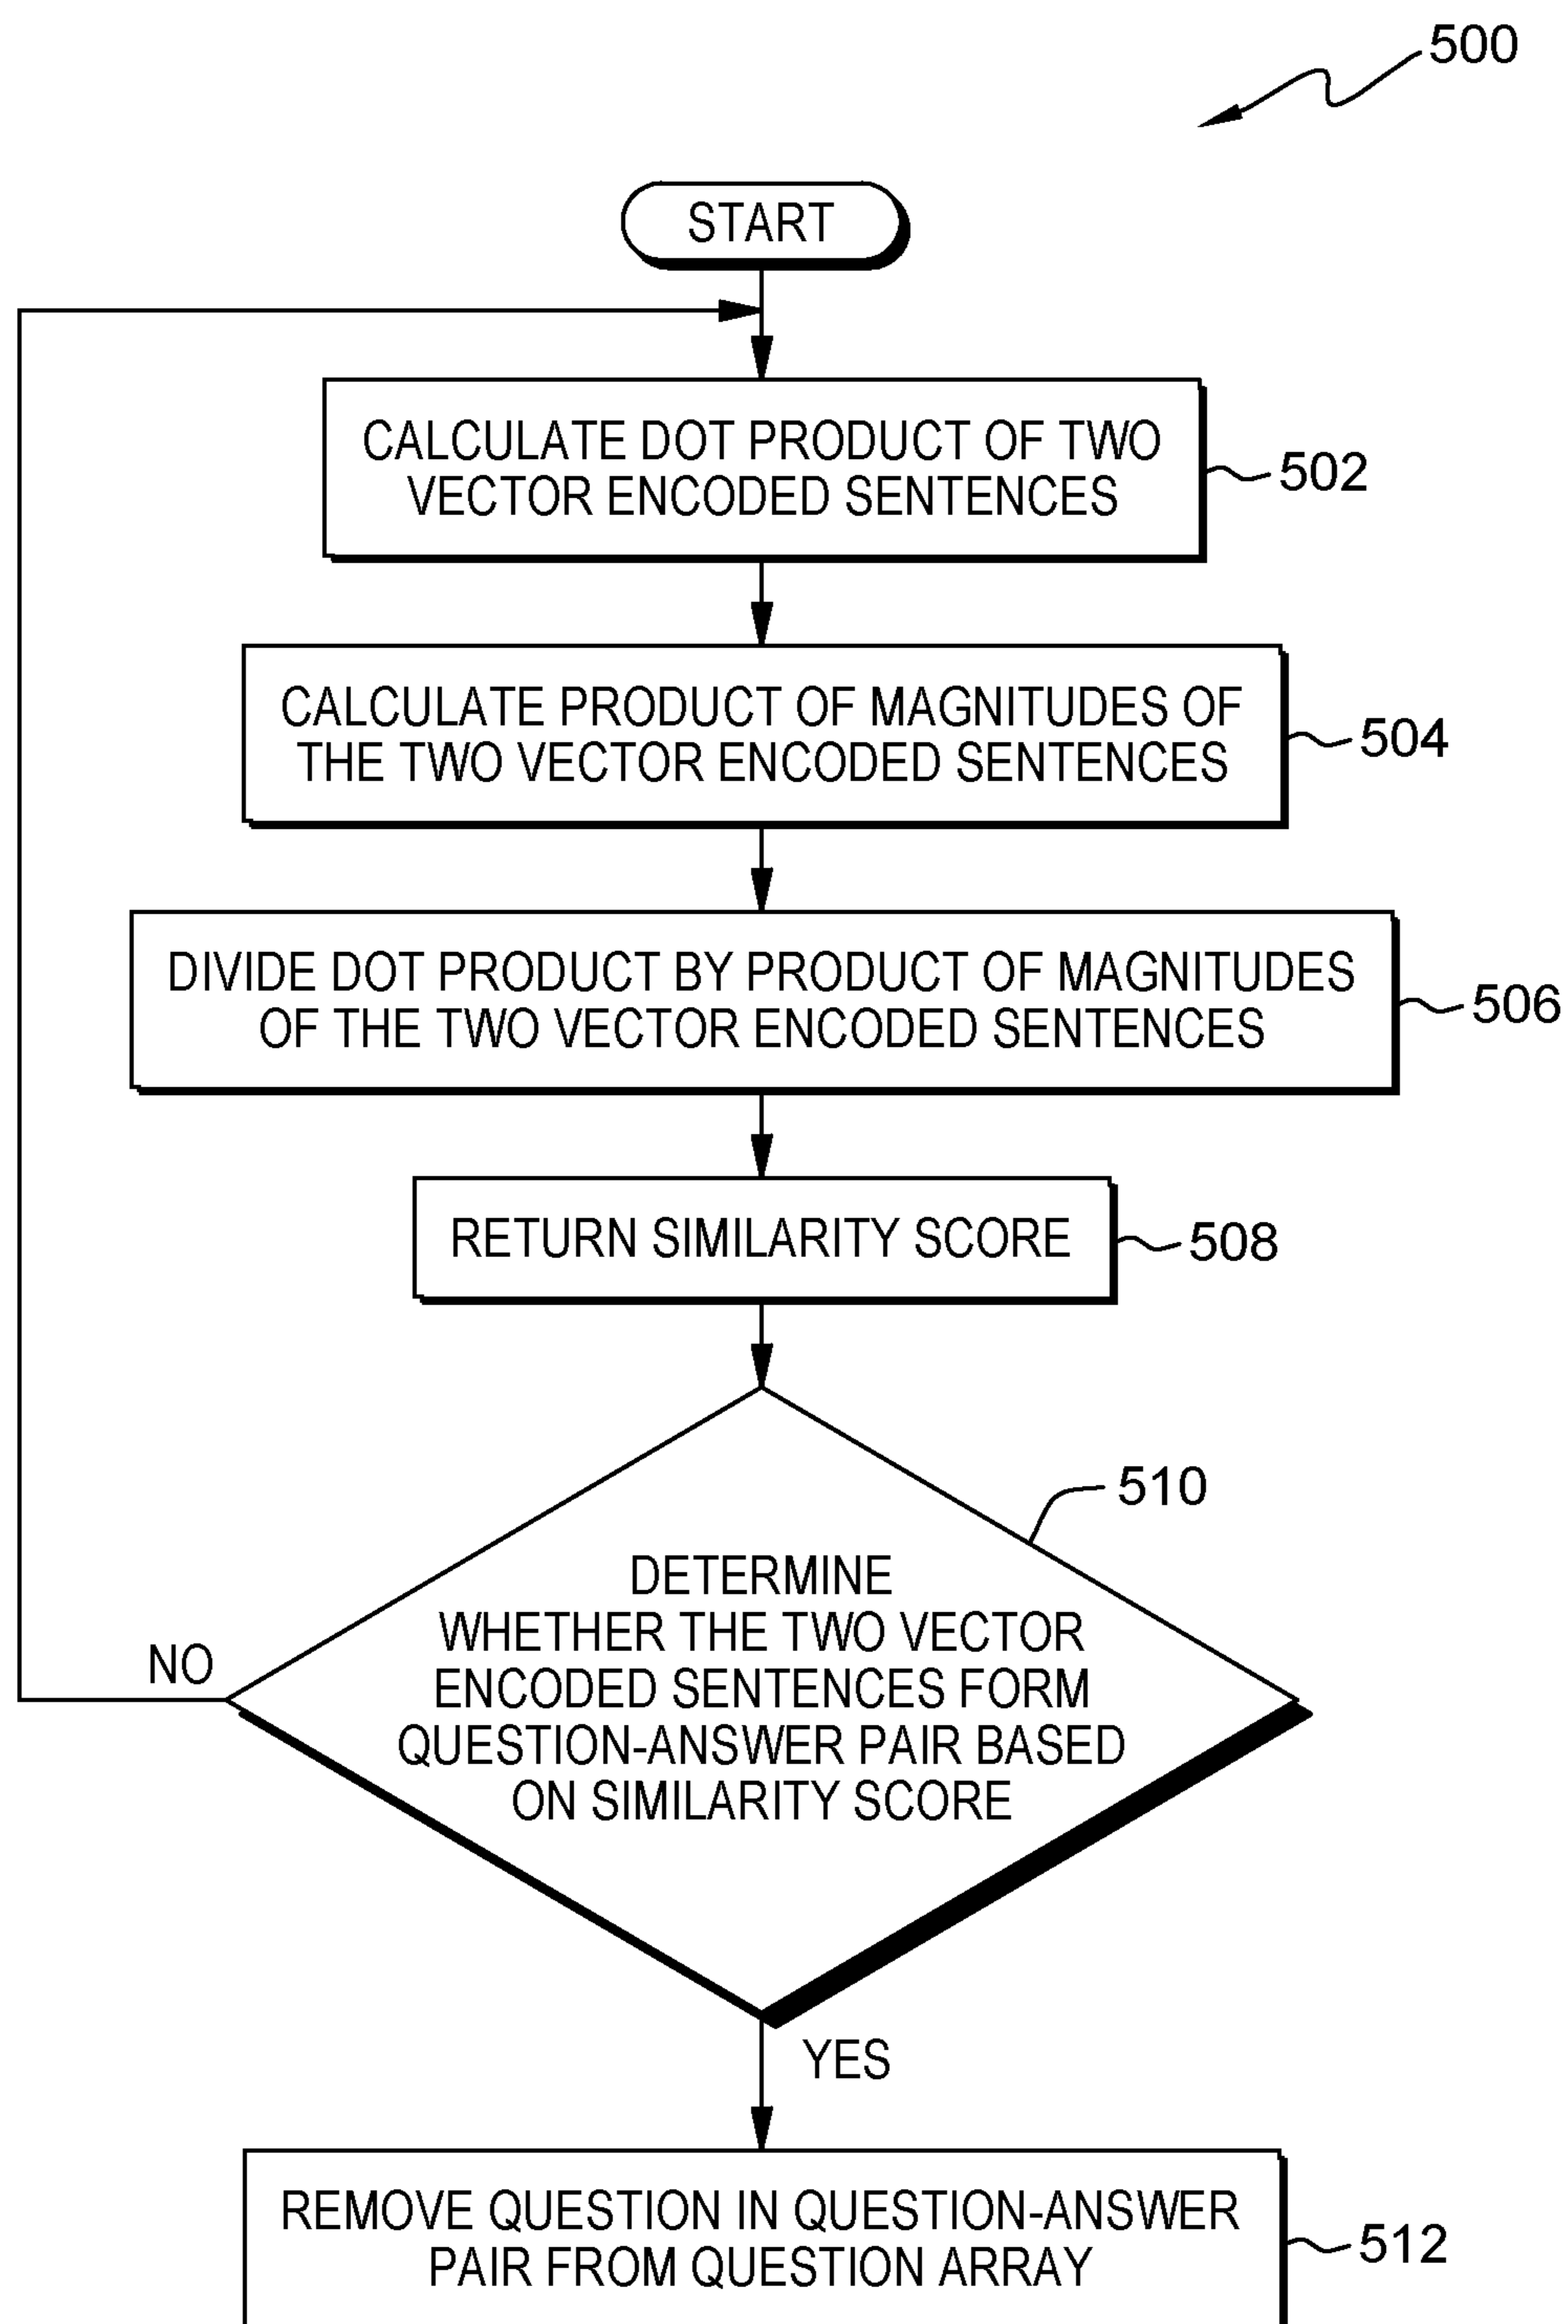 500
START
CALCULATE DOT PRODUCT OF TWO
VECTOR ENCODED SENTENCES
502
CALCULATE PRODUCT OF MAGNITUDES OF
THE TWO VECTOR ENCODED SENTENCES
504
DIVIDE DOT PRODUCT BY PRODUCT OF MAGNITUDES
OF THE TWO VECTOR ENCODED SENTENCES
506
RETURN SIMILARITY SCORE
508
510
DETERMINE
WHETHER THE TWO VECTOR
ENCODED SENTENCES FORM
QUESTION-ANSWER PAIR BASED
ON SIMILARITY SCORE
NO
YES
REMOVE QUESTION IN QUESTION-ANSWER
PAIR FROM QUESTION ARRAY
512